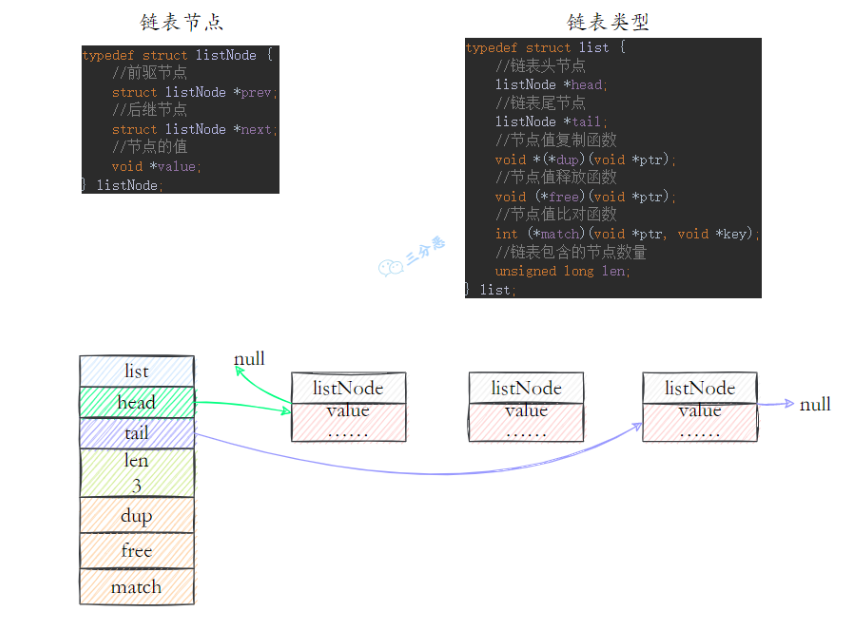 链表节点
typedef struct listNode {
//前驱节点
struct listNode *prev;
//后继节点
struct listNode *next;
//节点的值
void *value;
} listNode;
链表类型
typedef struct list {
//链表头节点
listNode *head;
//链表尾节点
listNode *tail;
//节点值复制函数
void *(*dup)(void *ptr);
//节点值释放函数
void (*free)(void *ptr);
//节点值比对函数
int (*match)(void *ptr, void *key);
//链表包含的节点数量
unsigned long len;
} list;
三分恶
list
head
tail
len
3
dup
free
match
null
listNode
value
……
listNode
value
……
listNode
value
……
null